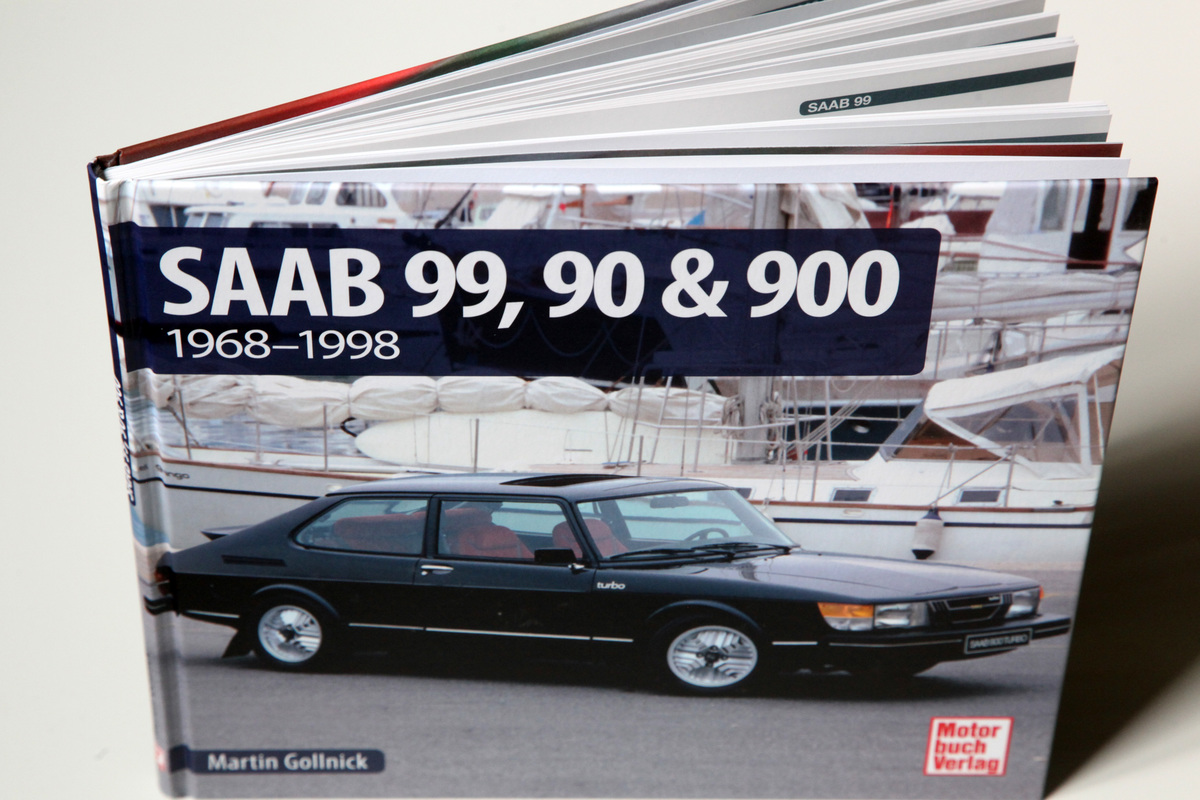 SAAB 99
SAAB 99, 90 & 900
1968–1998
turbo
SAAB 900 TURBO
Martin Gollnick
Motor
buch
Verlag